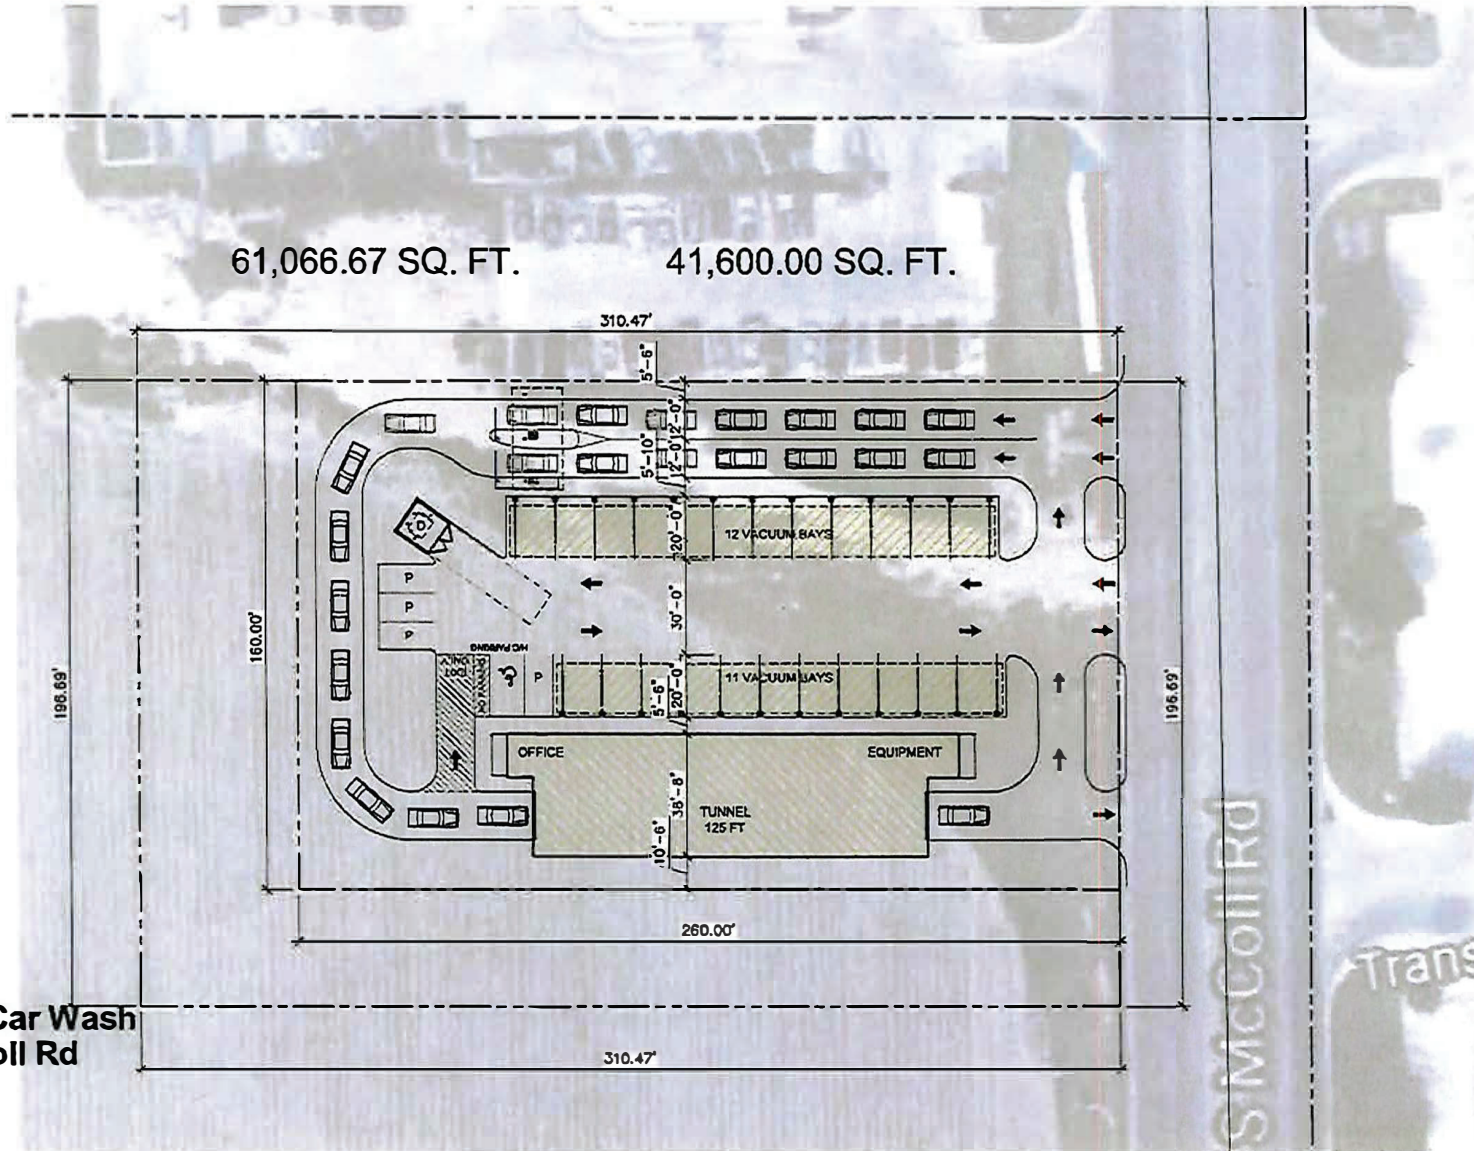 61,066.67 SQ. FT.
41,600.00 SQ. FT.
310.47'
5'-6"
12'-0"
5'-10"
12'-0"
20'-0"
12 VACUUM BAYS
P
P
P
30'-0"
160.00'
196.69'
196.69'
H/C PARKING
EXIT
ONLY
P
11 VACUUM BAYS
20'-0"
5'-6"
OFFICE
EQUIPMENT
38'-8"
TUNNEL
125 FT
10'-6"
260.00'
Car Wash
oll Rd
310.47'
S McColl Rd
Trans